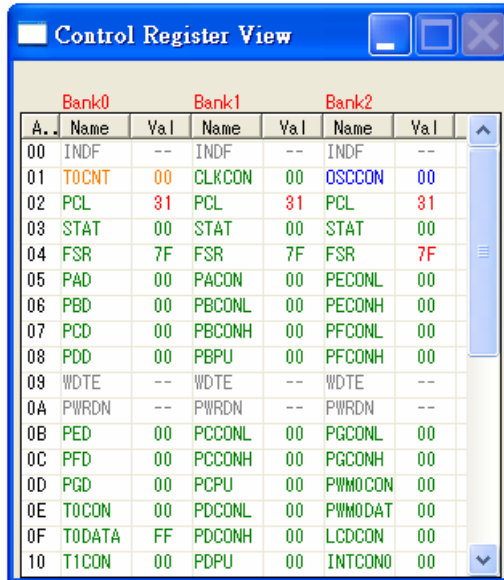 Control Register View
Bank0 Bank1 Bank2
A.. Name Val Name Val Name Val
00 INDF -- INDF -- INDF --
01 T0CNT 00 CLKCON 00 OSCCON 00
02 PCL 31 PCL 31 PCL 31
03 STAT 00 STAT 00 STAT 00
04 FSR 7F FSR 7F FSR 7F
05 PAD 00 PACON 00 PECONL 00
06 PBD 00 PBCONL 00 PECONH 00
07 PCD 00 PBCONH 00 PFCONL 00
08 PDD 00 PBPU 00 PFCONH 00
09 WDTE -- WDTE -- WDTE --
0A PWRDN -- PWRDN -- PWRDN --
0B PED 00 PCCONL 00 PGCONL 00
0C PFD 00 PCCONH 00 PGCONH 00
0D PGD 00 PCPU 00 PWM0CON 00
0E T0CON 00 PDCONL 00 PWM0DAT 00
0F T0DATA FF PDCONH 00 LCDCON 00
10 T1CON 00 PDPU 00 INTCON0 00